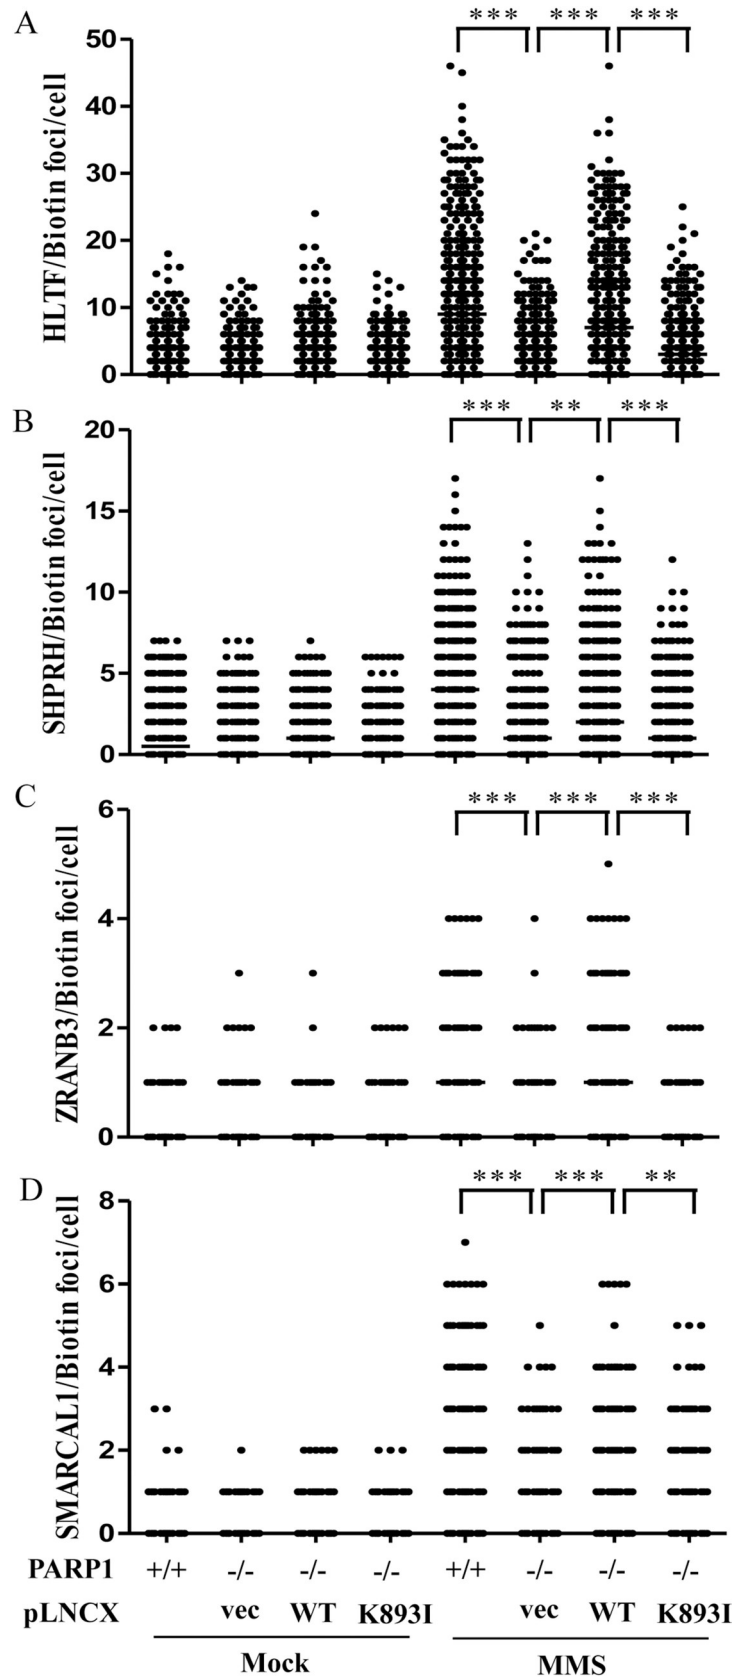 A
*** *** ***
HLTF/Biotin foci/cell
50
40
30
20
10
0
B
*** ** ***
SHPRH/Biotin foci/cell
20
15
10
5
0
C
*** *** ***
ZRANB3/Biotin foci/cell
6
4
2
0
D
*** *** **
SMARCAL1/Biotin foci/cell
8
6
4
2
0
PARP1 +/+ -/- -/- -/- +/+ -/- -/- -/-
pLNCX vec WT K893I vec WT K893I
Mock MMS